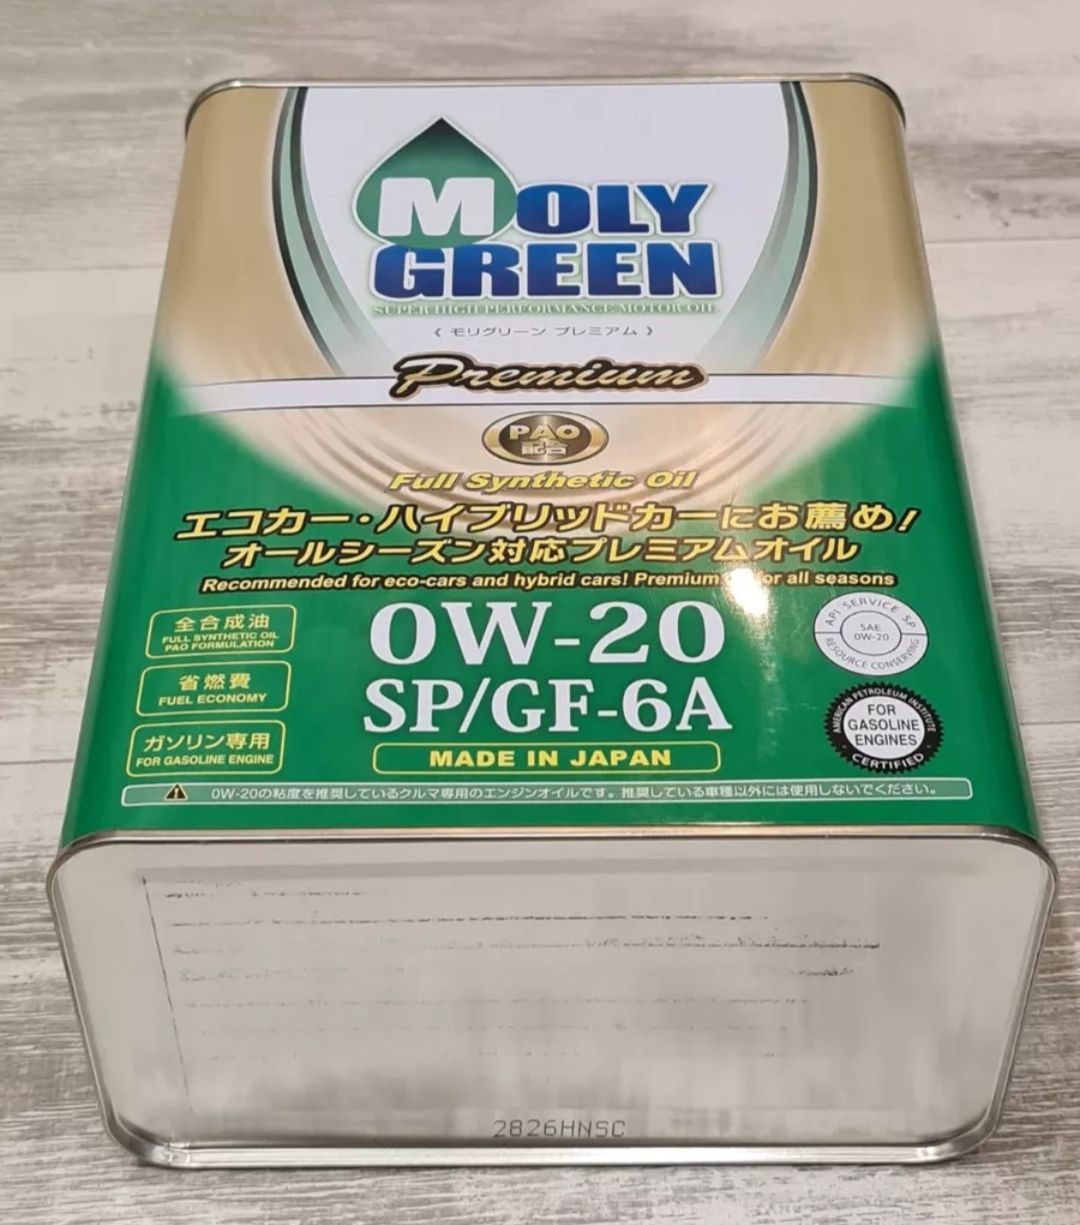 MOLY
GREEN
SUPER HIGH PERFORMANCE MOTOR OIL
《 モリグリーン プレミアム 》
Premium
PAO
配合
Full Synthetic Oil
エコカー・ハイブリッドカーにお薦め!
オールシーズン対応プレミアムオイル
Recommended for eco-cars and hybrid cars! Premium for all seasons
全合成油
FULL SYNTHETIC OIL
PAO FORMULATION
省燃費
FUEL ECONOMY
ガソリン専用
FOR GASOLINE ENGINE
0W-20
SP/GF-6A
MADE IN JAPAN
API SERVICE SP
SAE
0W-20
RESOURCE CONSERVING
AMERICAN PETROLEUM INSTITUTE
FOR
GASOLINE
ENGINES
CERTIFIED
0W-20の粘度を推奨しているクルマ専用のエンジンオイルです。推奨している車種以外には使用しないでください。
2826HNSC